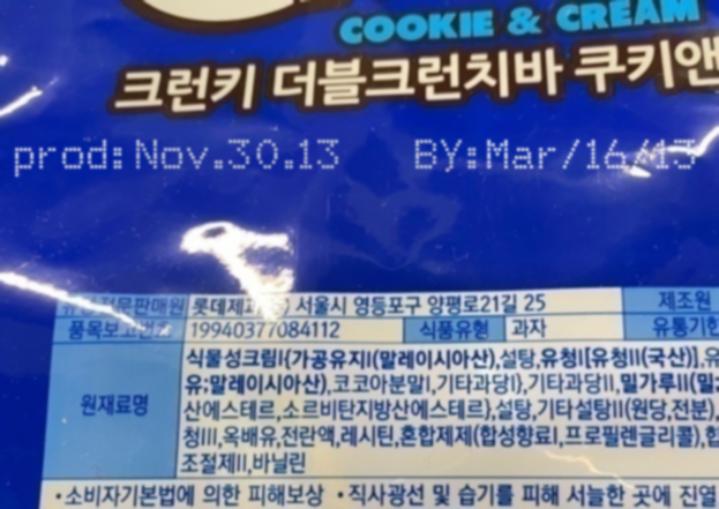 COOKIE & CREAM
크런키 더블크런치바 쿠키앤
prod: Nov.30.13 BY:Mar/16/13
롯데제과 서울시 영등포구 양평로21길 25 제조원
품목보고번호 19940377084112 식품유형 과자 유통기한
원재료명
식물성크림I{가공유지I(말레이시아산),설탕,유청I[유청II(국산)],유
유;말레이시아산),코코아분말I,기타과당I},기타과당II,밀가루II(밀
산에스테르,소르비탄지방산에스테르),설탕,기타설탕II(원당,전분),
청III,옥배유,전란액,레시틴,혼합제제(합성향료I,프로필렌글리콜),합
조절제II,바닐린
•소비자기본법에 의한 피해보상 •직사광선 및 습기를 피해 서늘한 곳에 진열